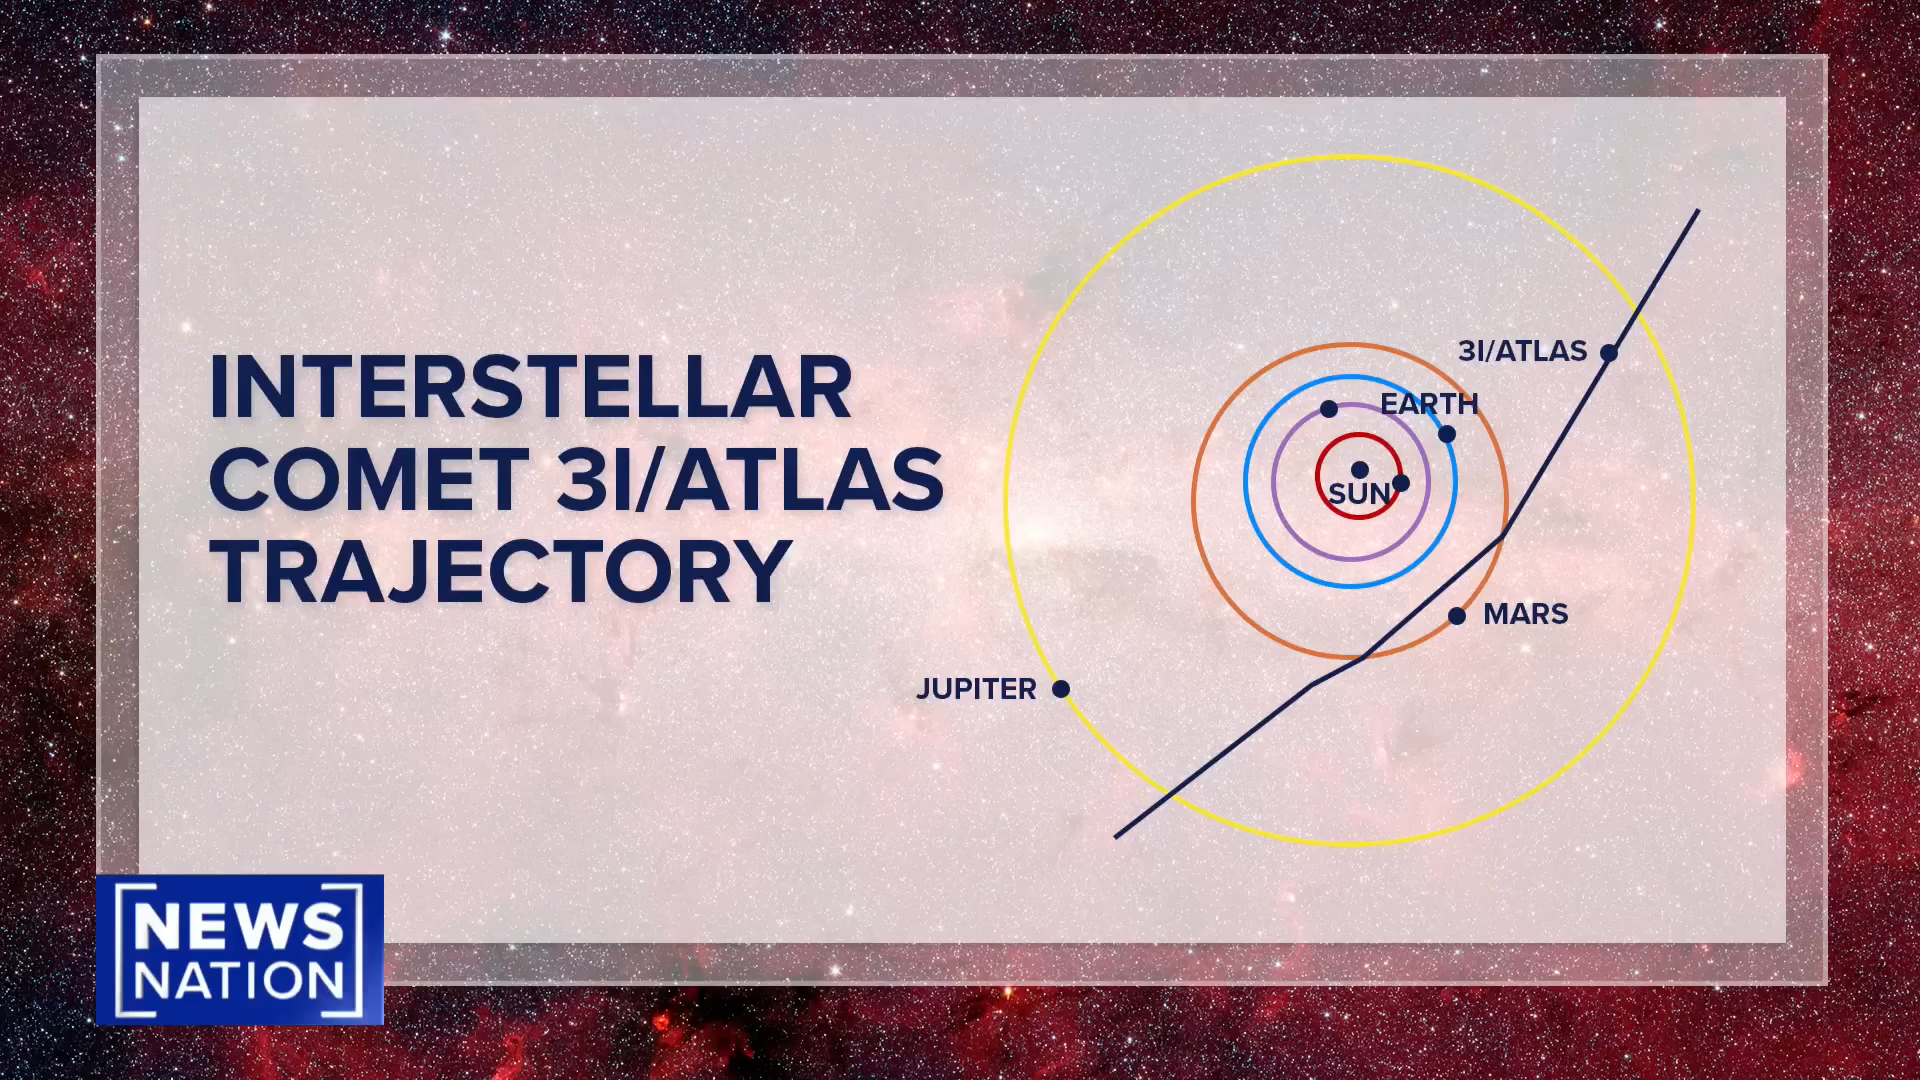 INTERSTELLAR
COMET 3I/ATLAS
TRAJECTORY
3I/ATLAS
EARTH
SUN
MARS
JUPITER
NEWS
NATION